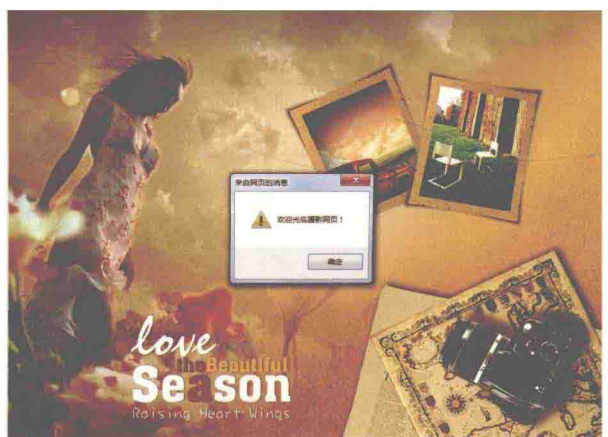 来自网页的消息
欢迎光临摄影网页！
确定
love
the Beautiful
Season
Raising Heart Wings